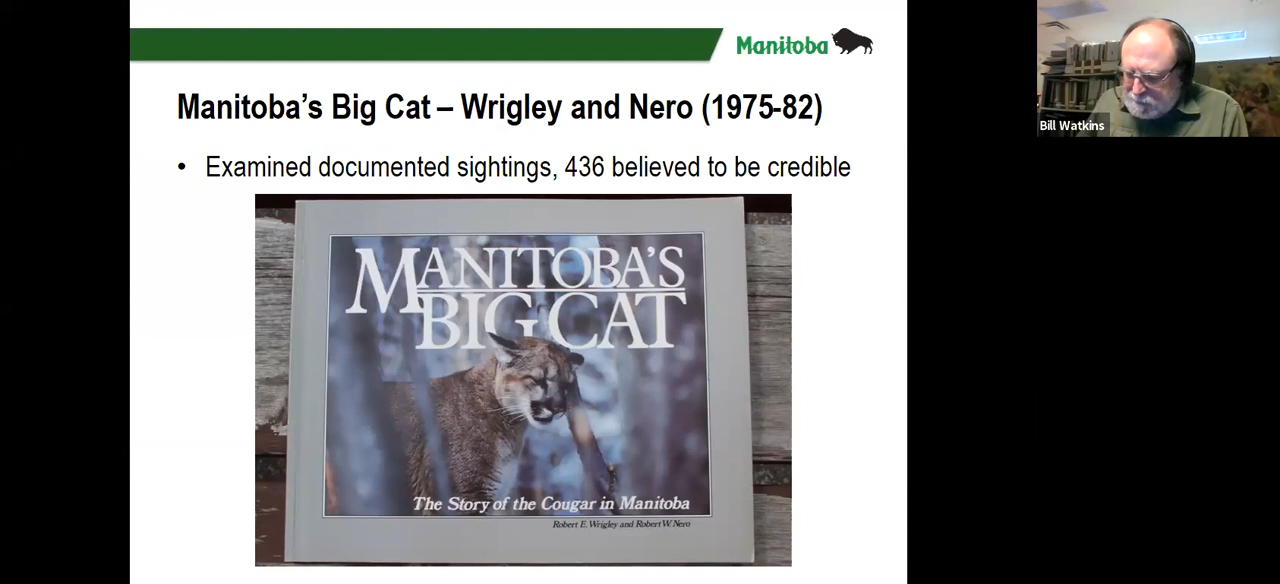 Manitoba
Manitoba's Big Cat – Wrigley and Nero (1975-82)
• Examined documented sightings, 436 believed to be credible
MANITOBA'S
BIG CAT
The Story of the Cougar in Manitoba
Robert E. Wrigley and Robert W. Nero
Bill Watkins